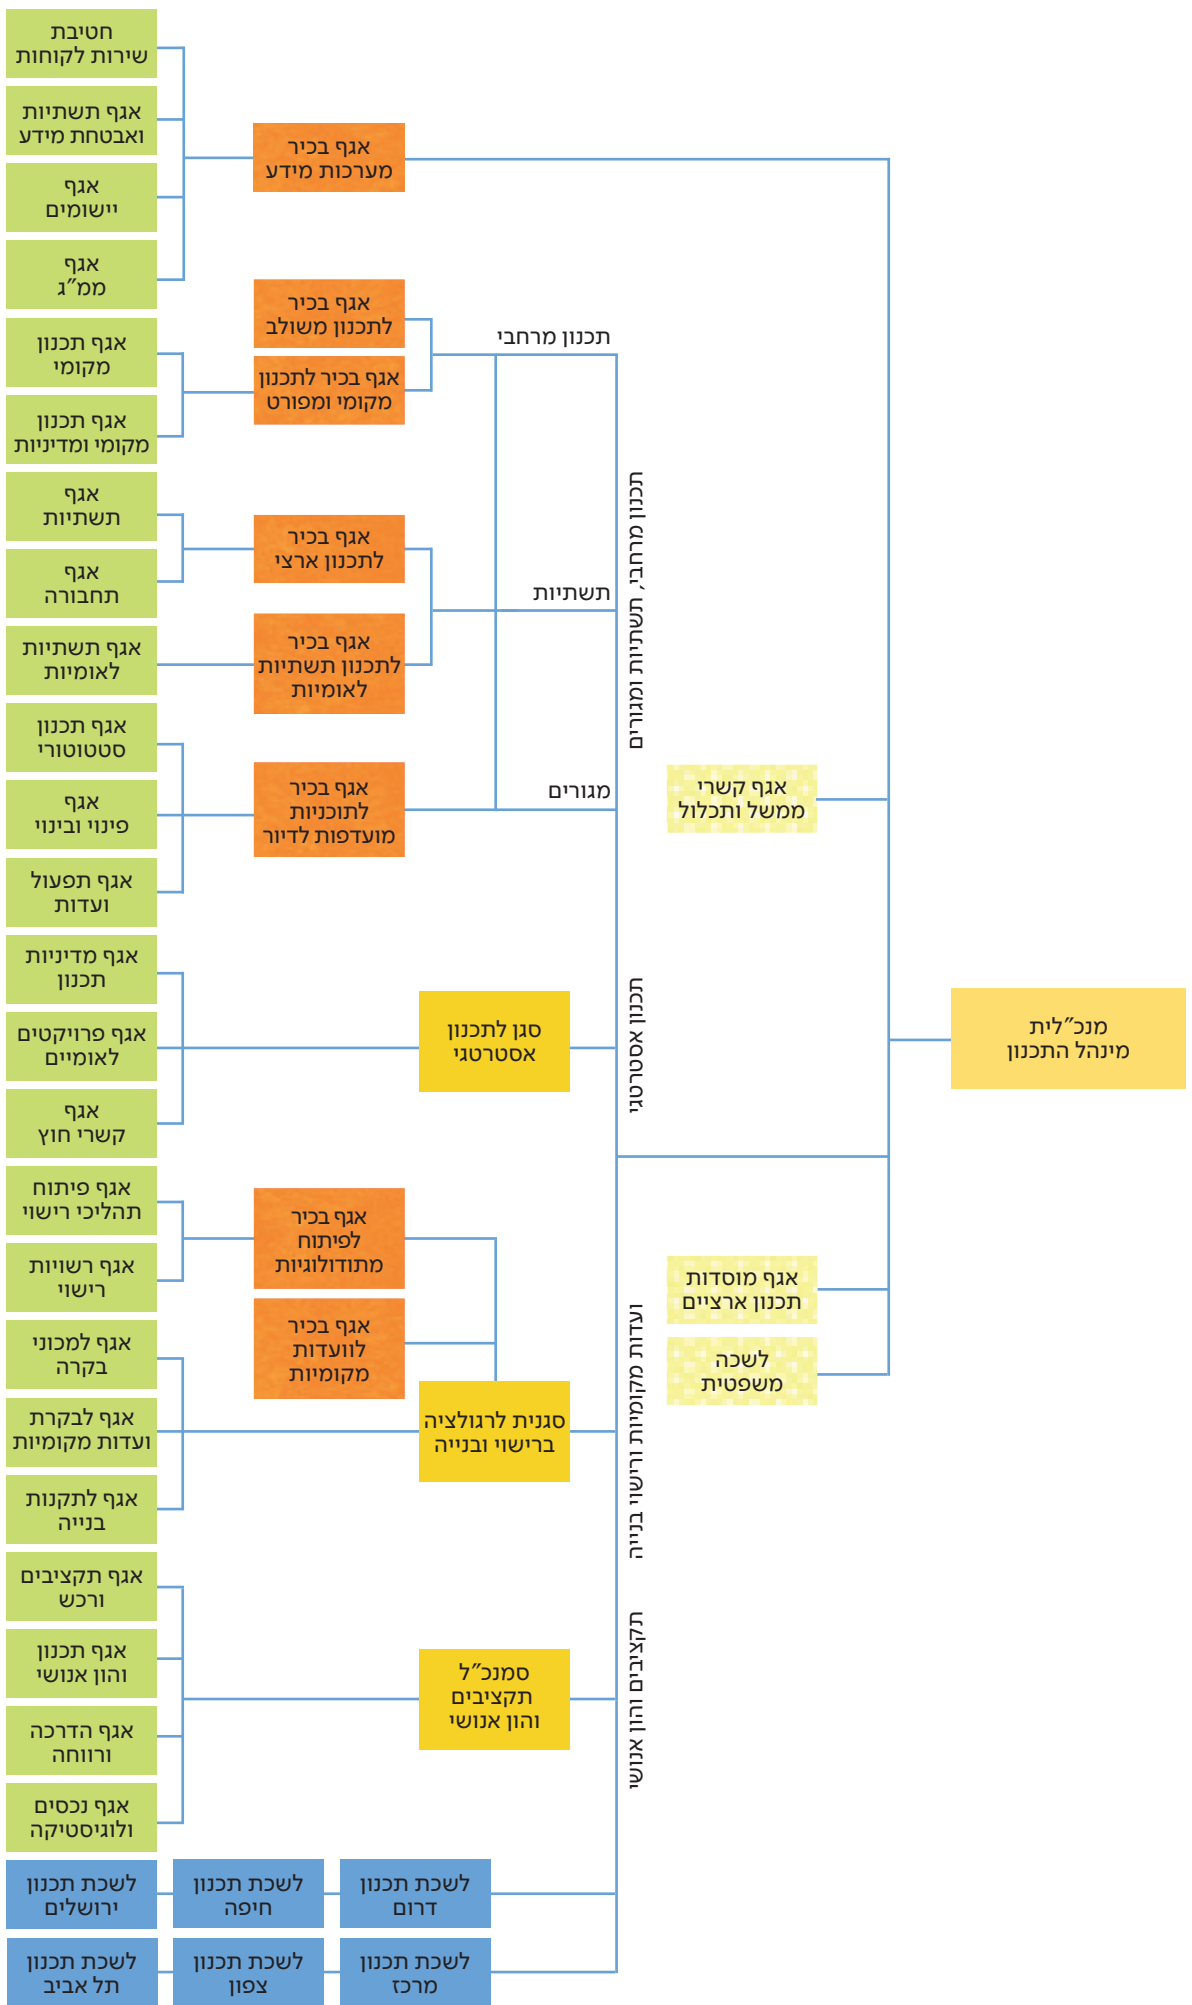 מנכ״לית
מינהל התכנון
אגף קשרי
ממשל ותכלול
אגף מוסדות
תכנון ארציים
לשכה
משפטית
אגף בכיר
מערכות מידע
חטיבת
שירות לקוחות
אגף תשתיות
ואבטחת מידע
אגף
יישומים
אגף
ממ״ג
תכנון מרחבי, תשתיות ומגורים
תכנון מרחבי
אגף בכיר
לתכנון משולב
אגף בכיר לתכנון
מקומי ומפורט
אגף תכנון
מקומי
אגף תכנון
מקומי ומדיניות
תשתיות
אגף בכיר
לתכנון ארצי
אגף
תשתיות
אגף
תחבורה
אגף בכיר
לתכנון תשתיות
לאומיות
אגף תשתיות
לאומיות
מגורים
אגף בכיר
לתוכניות
מועדפות לדיור
אגף תכנון
סטטוטורי
אגף
פינוי ובינוי
אגף תפעול
ועדות
תכנון אסטרטגי
סגן לתכנון
אסטרטגי
אגף מדיניות
תכנון
אגף פרויקטים
לאומיים
אגף
קשרי חוץ
ועדות מקומיות ורישוי בנייה
אגף בכיר
לפיתוח
מתודולוגיות
אגף פיתוח
תהליכי רישוי
אגף רשויות
רישוי
אגף בכיר
לוועדות
מקומיות
סגנית לרגולציה
ברישוי ובנייה
אגף למכוני
בקרה
אגף לבקרת
ועדות מקומיות
אגף לתקנות
בנייה
תקציבים והון אנושי
סמנכ״ל
תקציבים
והון אנושי
אגף תקציבים
ורכש
אגף תכנון
והון אנושי
אגף הדרכה
ורווחה
אגף נכסים
ולוגיסטיקה
לשכת תכנון
דרום
לשכת תכנון
חיפה
לשכת תכנון
ירושלים
לשכת תכנון
מרכז
לשכת תכנון
צפון
לשכת תכנון
תל אביב